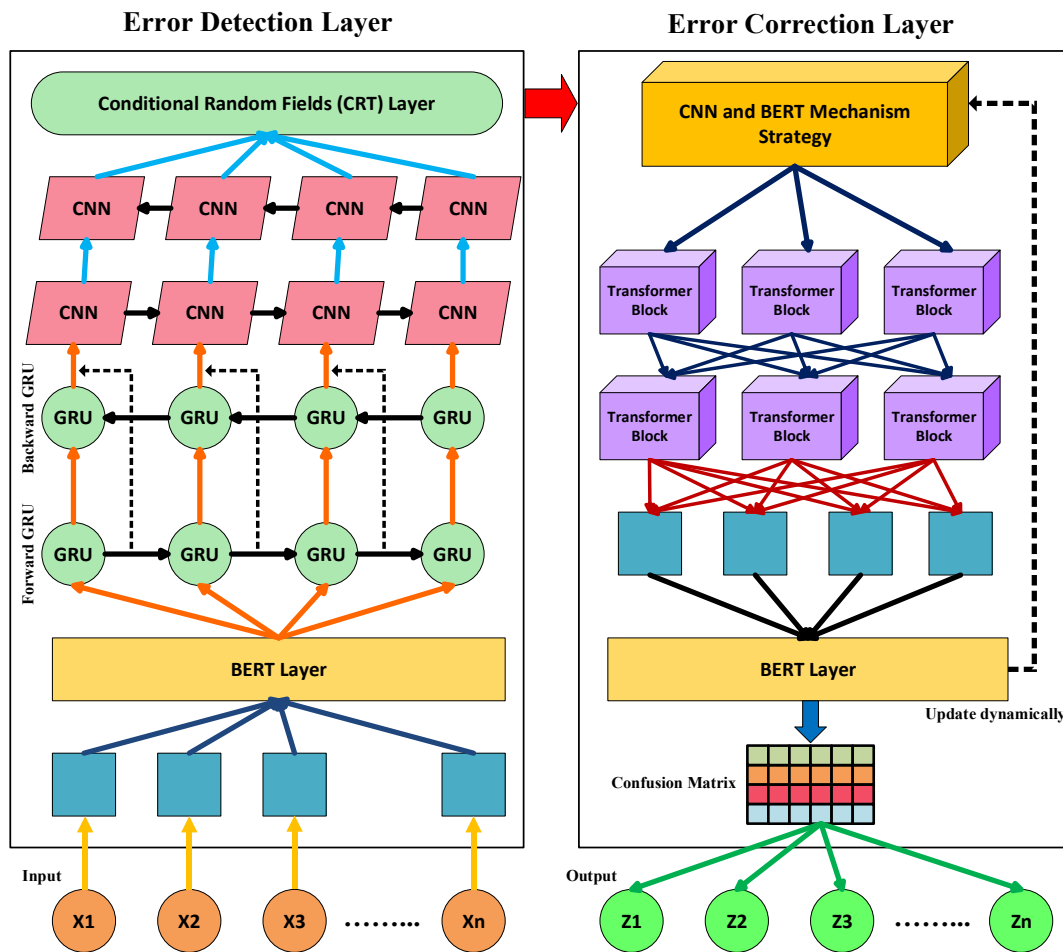 Error Detection Layer
Conditional Random Fields (CRT) Layer
CNN CNN CNN CNN
CNN CNN CNN CNN
Backward GRU
GRU GRU GRU GRU
Forward GRU
GRU GRU GRU GRU
BERT Layer
Input
X1 X2 X3 ......... Xn
Error Correction Layer
CNN and BERT Mechanism
Strategy
Transformer
Block
Transformer
Block
Transformer
Block
Transformer
Block
Transformer
Block
Transformer
Block
BERT Layer
Update dynamically
Confusion Matrix
Output
Z1 Z2 Z3 ......... Zn